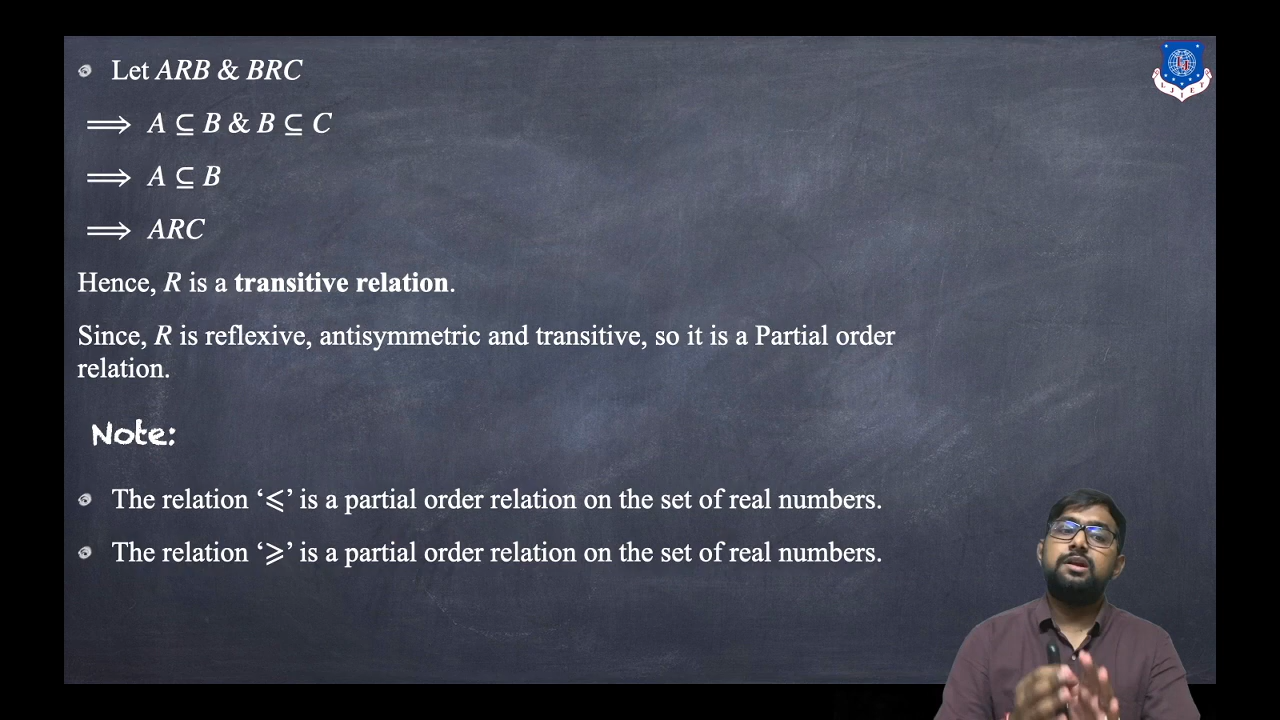 Let ARB & BRC
⟹ A ⊆ B & B ⊆ C
⟹ A ⊆ B
⟹ ARC
Hence, R is a transitive relation.
Since, R is reflexive, antisymmetric and transitive, so it is a Partial order
relation.
Note:
The relation ‘⩽’ is a partial order relation on the set of real numbers.
The relation ‘⩾’ is a partial order relation on the set of real numbers.